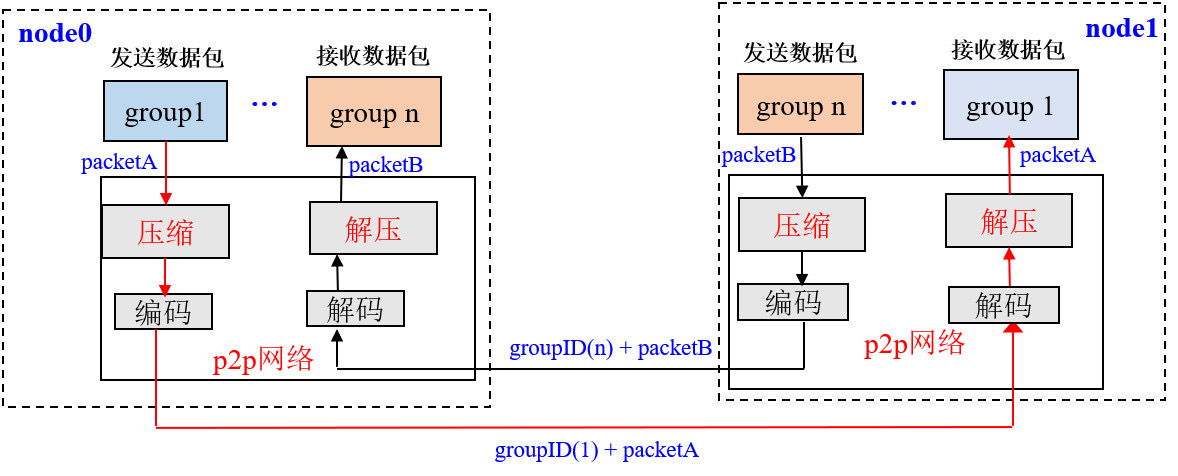 node0
发送数据包
接收数据包
group1
...
group n
packetA
packetB
压缩
解压
编码
解码
p2p网络
node1
发送数据包
接收数据包
group n
...
group 1
packetB
packetA
压缩
解压
编码
解码
p2p网络
groupID(n) + packetB
groupID(1) + packetA